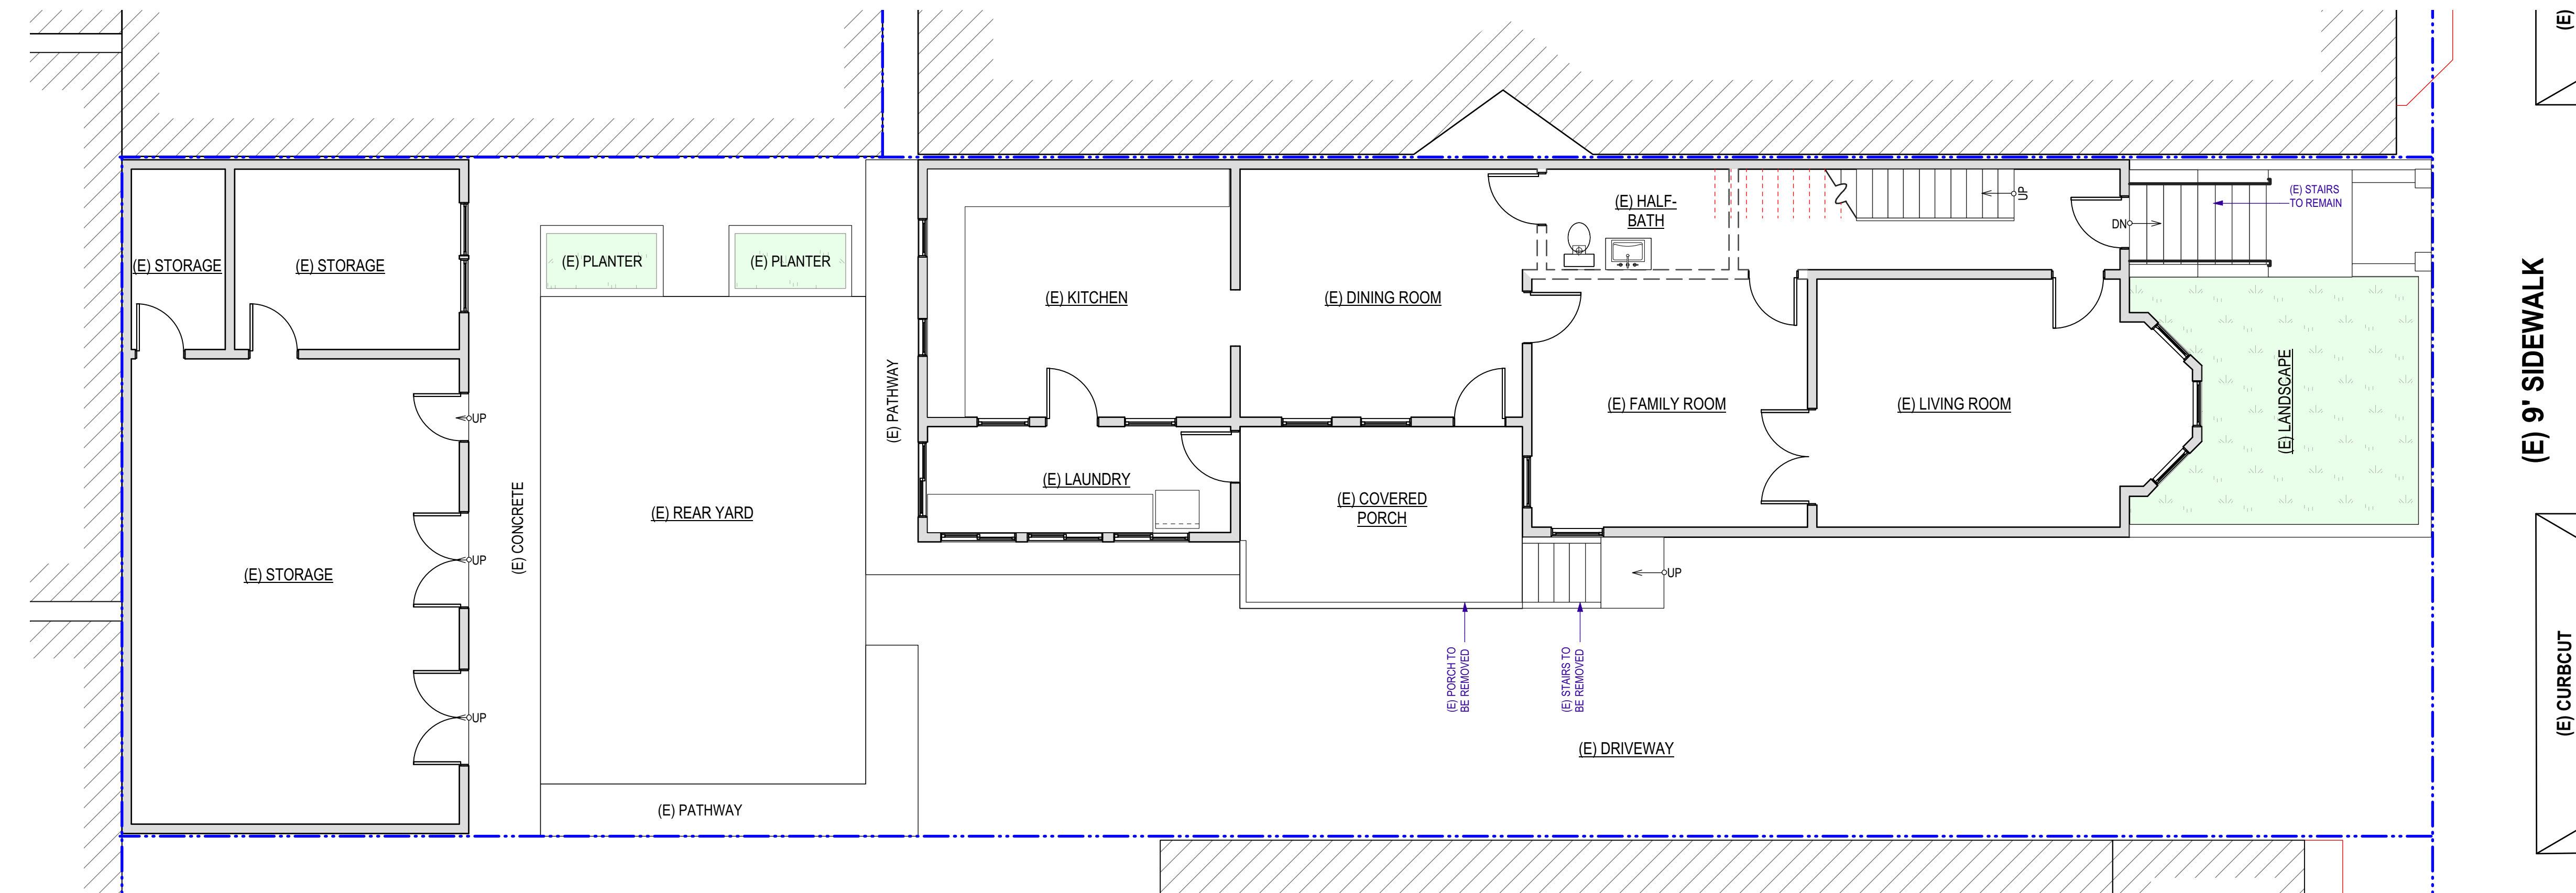 (E)
(E) STAIRS
TO REMAIN
UP
DN
(E) HALF-
BATH
(E) STORAGE
(E) STORAGE
(E) PLANTER
(E) PLANTER
(E) KITCHEN
(E) DINING ROOM
(E) 9' SIDEWALK
(E) PATHWAY
(E) FAMILY ROOM
(E) LIVING ROOM
(E) LANDSCAPE
UP
(E) LAUNDRY
(E) COVERED
PORCH
(E) CONCRETE
(E) REAR YARD
UP
(E) STORAGE
UP
(E) PORCH TO
BE REMOVED
(E) STAIRS TO
BE REMOVED
(E) CURBCUT
UP
(E) DRIVEWAY
(E) PATHWAY